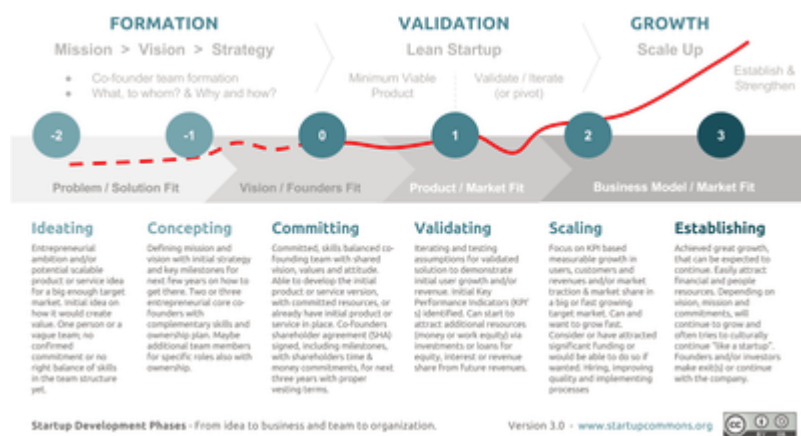 FORMATION
VALIDATION
GROWTH
Mission > Vision > Strategy
Lean Startup
Scale Up
• Co-founder team formation
• What, to whom? & Why and how?
Minimum Viable
Product
Validate / Iterate
(or pivot)
Establish &
Strengthen
-2
-1
0
1
2
3
Problem / Solution Fit
Vision / Founders Fit
Product / Market Fit
Business Model / Market Fit
Ideating
Entrepreneurial
ambition and/or
potential scalable
product or service idea
for a big enough target
market. Initial idea on
how it would create
value. One person or a
vague team; no
confirmed
commitment or no
right balance of skills
in the team structure
yet.
Concepting
Defining mission and
vision with initial strategy
and key milestones for
next few years on how to
get there. Two or three
entrepreneurial core co-
founders with
complementary skills and
ownership plan. Maybe
additional team members
for specific roles also with
ownership.
Committing
Committed, skills balanced co-
founding team with shared
vision, values and attitude.
Able to develop the initial
product or service version,
with committed resources, or
already have initial product or
service in place. Co-Founders
shareholder agreement (SHA)
signed, including milestones,
with shareholders time &
money commitments, for next
three years with proper
vesting terms.
Validating
Iterating and testing
assumptions for validated
solution to demonstrate
initial user growth and/or
revenue. Initial Key
Performance Indicators (KPI'
s) identified. Can start to
attract additional resources
(money or work equity) via
investments or loans for
equity, interest or revenue
share from future revenues.
Scaling
Focus on KPI based
measurable growth in
users, customers and
revenues and/or market
traction & market share in
a big or fast growing
target market. Can and
want to grow fast.
Consider or have attracted
significant funding or
would be able to do so if
wanted. Hiring, improving
quality and implementing
processes
Establishing
Achieved great growth,
that can be expected to
continue. Easily attract
financial and people
resources. Depending on
vision, mission and
commitments, will
continue to grow and
often tries to culturally
continue "like a startup".
Founders and/or investors
make exit(s) or continue
with the company.
Startup Development Phases - From idea to business and team to organization.
Version 3.0 - www.startupcommons.org
cc